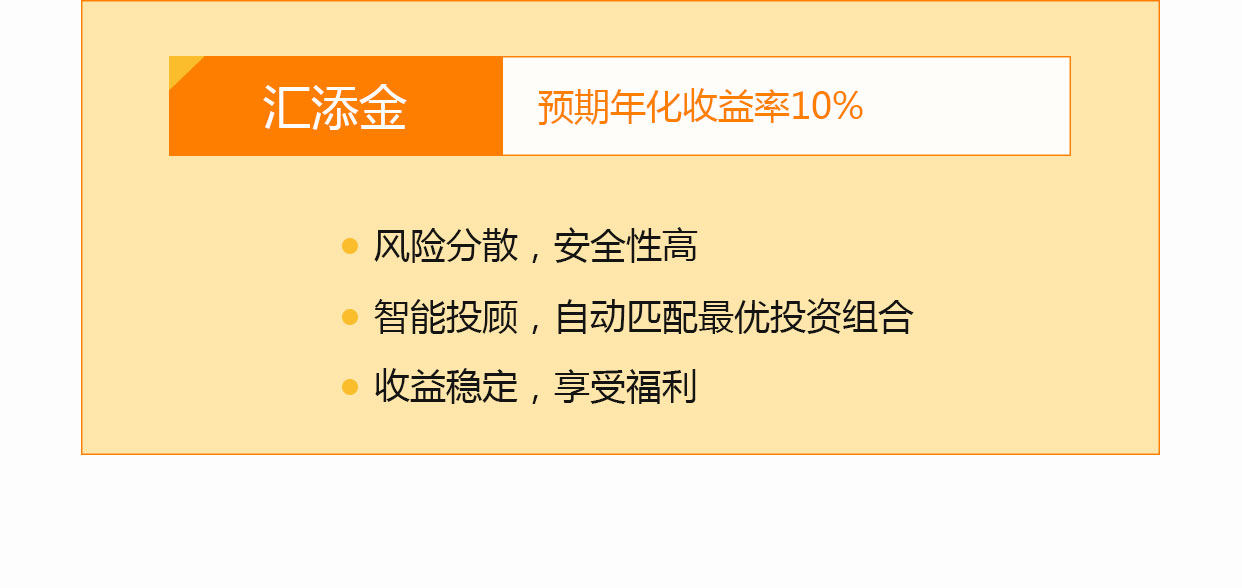 汇添金
预期年化收益率10%
风险分散，安全性高
智能投顾，自动匹配最优投资组合
收益稳定，享受福利